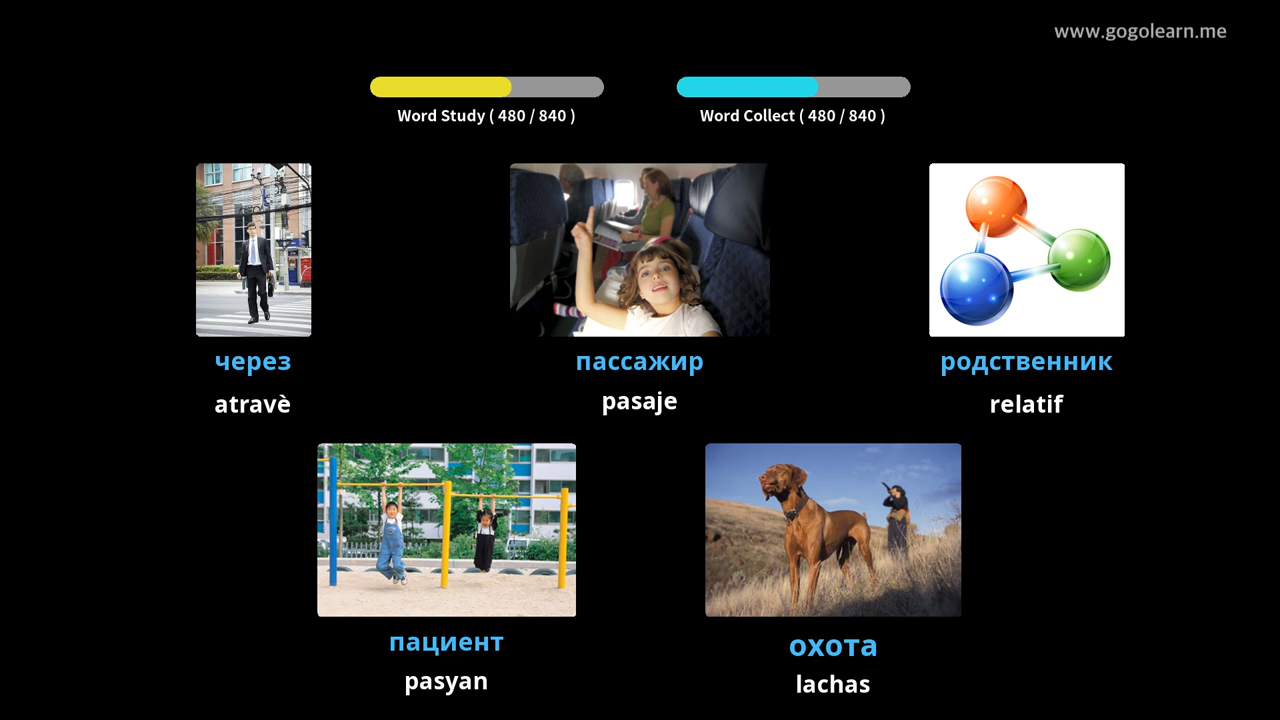 www.gogolearn.me
Word Study ( 480 / 840 )
Word Collect ( 480 / 840 )
через
atravè
пассажир
pasaje
родственник
relatif
пациент
pasyan
охота
lachas